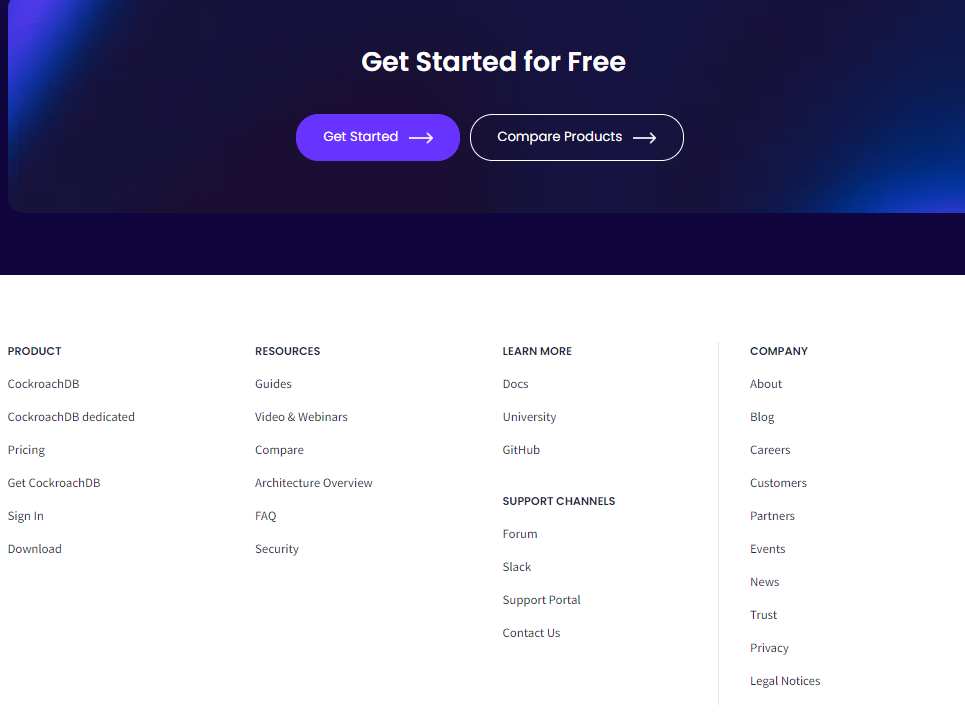 Get Started for Free
Get Started
Compare Products
PRODUCT
CockroachDB
CockroachDB dedicated
Pricing
Get CockroachDB
Sign In
Download
RESOURCES
Guides
Video & Webinars
Compare
Architecture Overview
FAQ
Security
LEARN MORE
Docs
University
GitHub
SUPPORT CHANNELS
Forum
Slack
Support Portal
Contact Us
COMPANY
About
Blog
Careers
Customers
Partners
Events
News
Trust
Privacy
Legal Notices